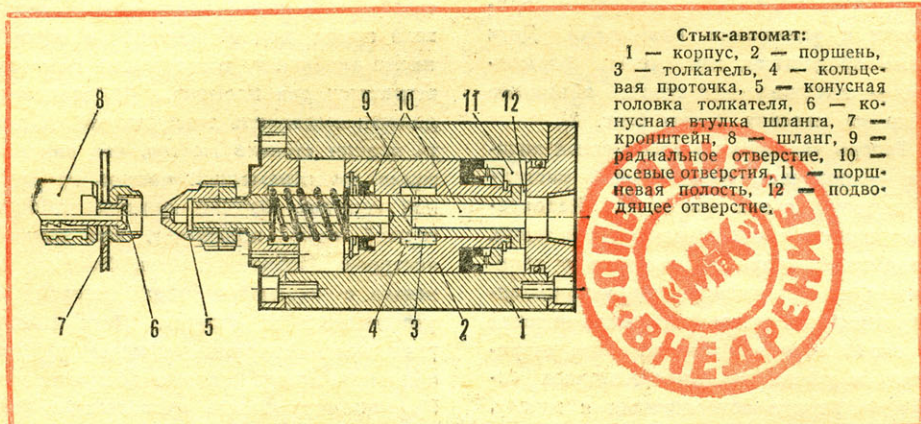 Стык-автомат:
1 — корпус, 2 — поршень,
3 — толкатель, 4 — кольце-
вая проточка, 5 — конусная
головка толкателя, 6 — ко-
нусная втулка шланга, 7 —
кронштейн, 8 — шланг, 9 —
радиальное отверстие, 10 —
осевые отверстия, 11 — порш-
невая полость, 12 — подво-
дящее отверстие.
8
9
10
11
12
7
6
5
4
3
2
1
ОПЕРАЦИЯ
«МК»
«ВНЕДРЕНИЕ»